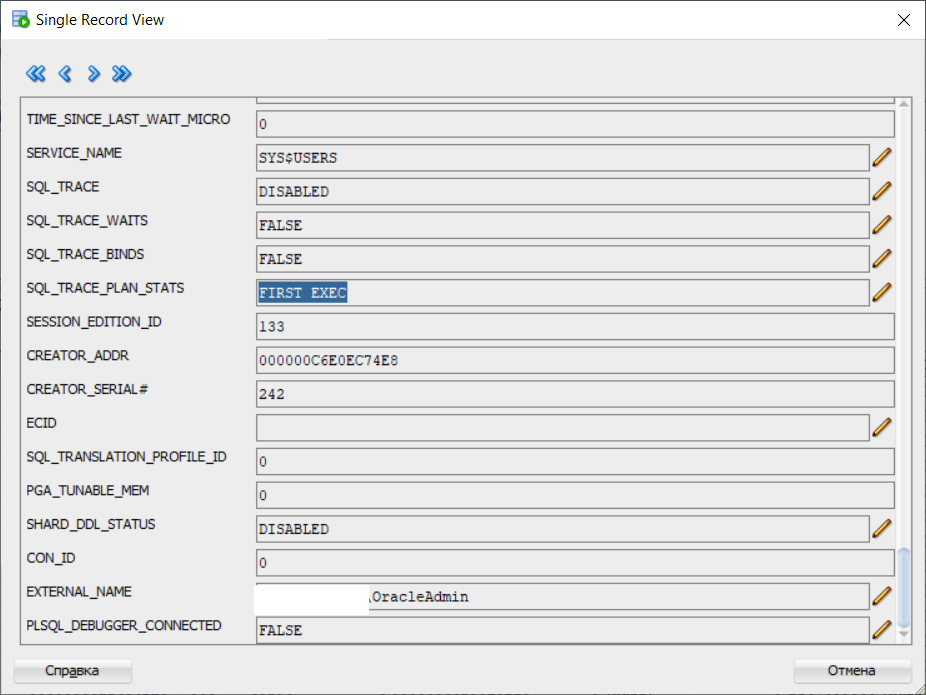 Single Record View
TIME_SINCE_LAST_WAIT_MICRO 0
SERVICE_NAME SYS$USERS
SQL_TRACE DISABLED
SQL_TRACE_WAITS FALSE
SQL_TRACE_BINDS FALSE
SQL_TRACE_PLAN_STATS FIRST EXEC
SESSION_EDITION_ID 133
CREATOR_ADDR 000000C6E0EC74E8
CREATOR_SERIAL# 242
ECID
SQL_TRANSLATION_PROFILE_ID 0
PGA_TUNABLE_MEM 0
SHARD_DDL_STATUS DISABLED
CON_ID 0
EXTERNAL_NAME \OracleAdmin
PLSQL_DEBUGGER_CONNECTED FALSE
Справка Отмена